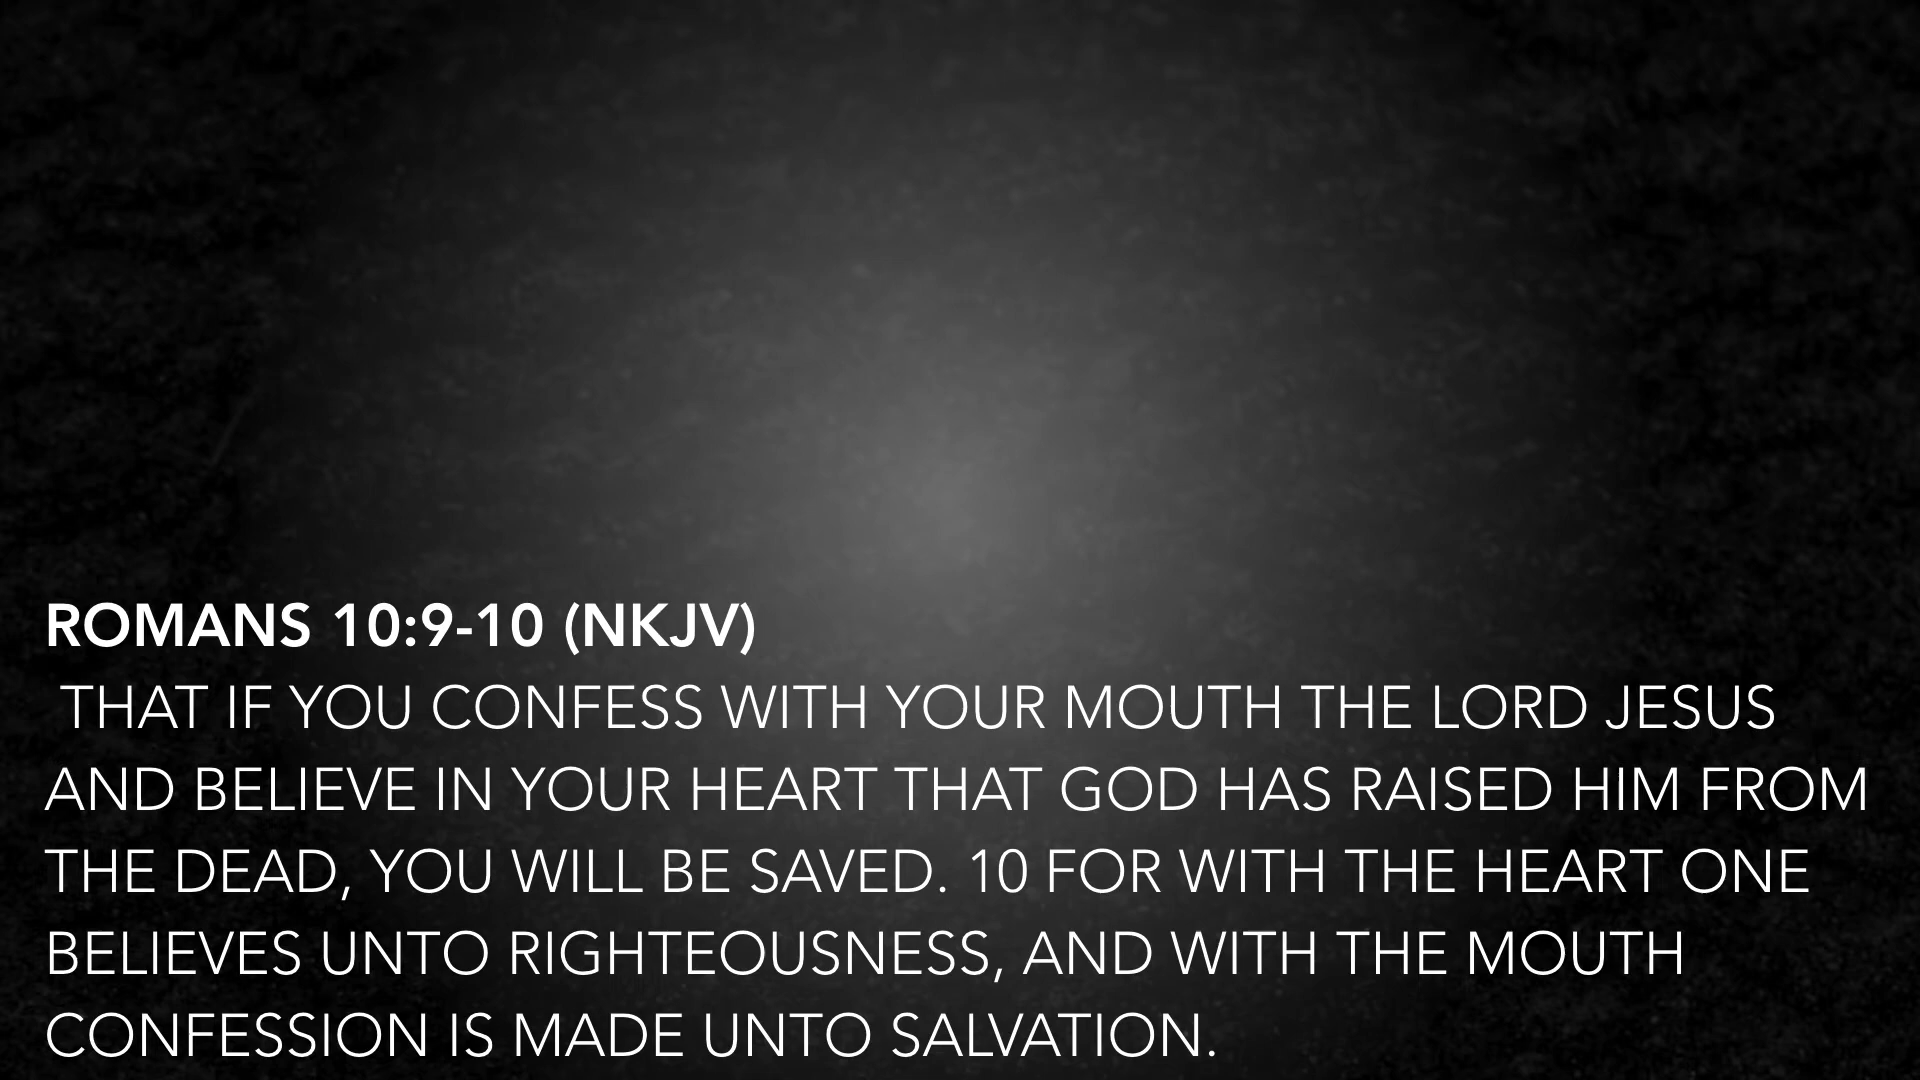 ROMANS 10:9-10 (NKJV)
THAT IF YOU CONFESS WITH YOUR MOUTH THE LORD JESUS
AND BELIEVE IN YOUR HEART THAT GOD HAS RAISED HIM FROM
THE DEAD, YOU WILL BE SAVED. 10 FOR WITH THE HEART ONE
BELIEVES UNTO RIGHTEOUSNESS, AND WITH THE MOUTH
CONFESSION IS MADE UNTO SALVATION.